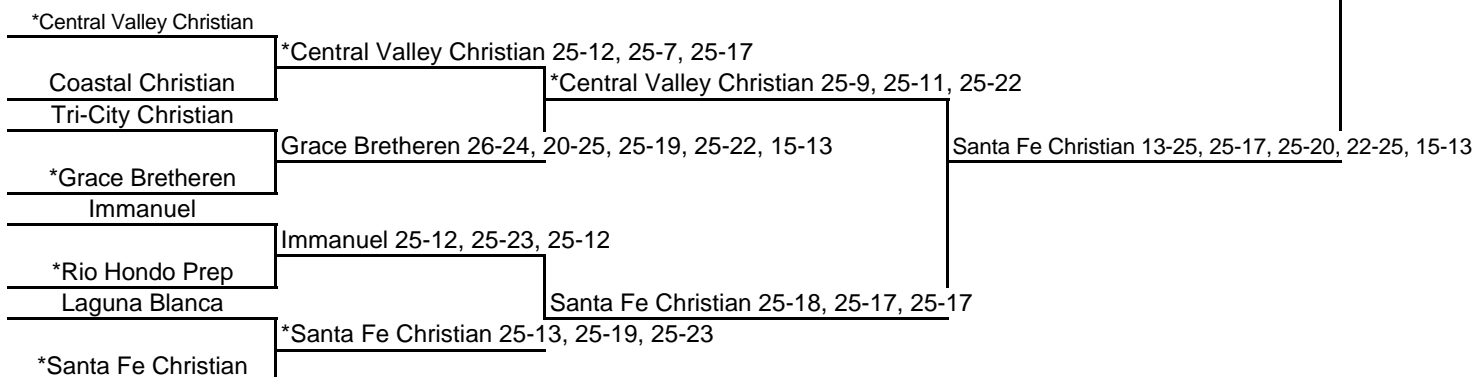 *Central Valley Christian
*Central Valley Christian 25-12, 25-7, 25-17
Coastal Christian
*Central Valley Christian 25-9, 25-11, 25-22
Tri-City Christian
Grace Bretheren 26-24, 20-25, 25-19, 25-22, 15-13
Santa Fe Christian 13-25, 25-17, 25-20, 22-25, 15-13
*Grace Bretheren
Immanuel
Immanuel 25-12, 25-23, 25-12
*Rio Hondo Prep
Laguna Blanca
Santa Fe Christian 25-18, 25-17, 25-17
*Santa Fe Christian 25-13, 25-19, 25-23
*Santa Fe Christian